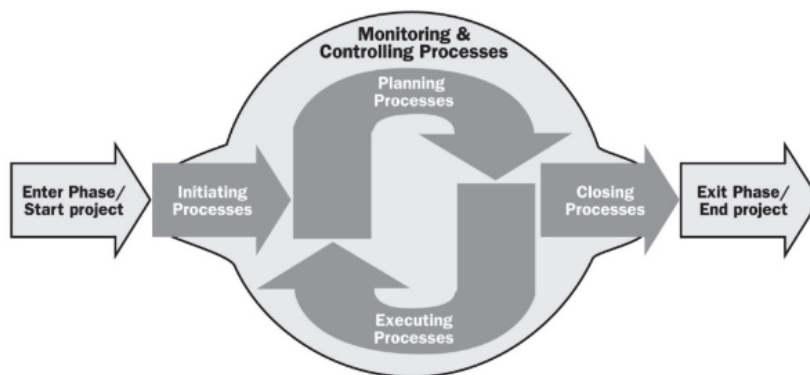 Monitoring &
Controlling Processes
Planning
Processes
Enter Phase/
Start project
Initiating
Processes
Closing
Processes
Exit Phase/
End project
Executing
Processes